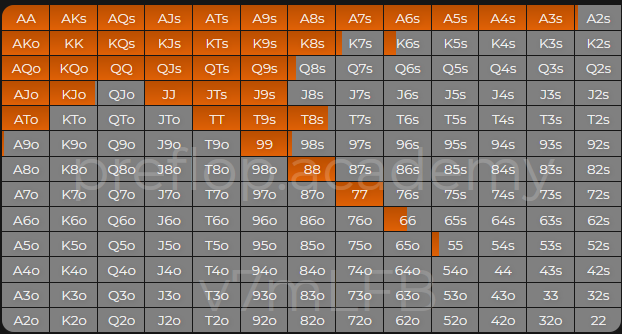 AA AKs AQs AJs ATs A9s A8s A7s A6s A5s A4s A3s A2s
AKo KK KQs KJs KTs K9s K8s K7s K6s K5s K4s K3s K2s
AQo KQo QQ QJs QTs Q9s Q8s Q7s Q6s Q5s Q4s Q3s Q2s
AJo KJo QJo JJ JTs J9s J8s J7s J6s J5s J4s J3s J2s
ATo KTo QTo JTo TT T9s T8s T7s T6s T5s T4s T3s T2s
A9o K9o Q9o J9o T9o 99 98s 97s 96s 95s 94s 93s 92s
preflop.academy
A8o K8o Q8o J8o T8o 98o 88 87s 86s 85s 84s 83s 82s
A7o K7o Q7o J7o T7o 97o 87o 77 76s 75s 74s 73s 72s
A6o K6o Q6o J6o T6o 96o 86o 76o 66 65s 64s 63s 62s
A5o K5o Q5o J5o T5o 95o 85o 75o 65o 55 54s 53s 52s
A4o K4o Q4o J4o T4o 94o 84o 74o 64o 54o 44 43s 42s
v7mLFB
A3o K3o Q3o J3o T3o 93o 83o 73o 63o 53o 43o 33 32s
A2o K2o Q2o J2o T2o 92o 82o 72o 62o 52o 42o 32o 22